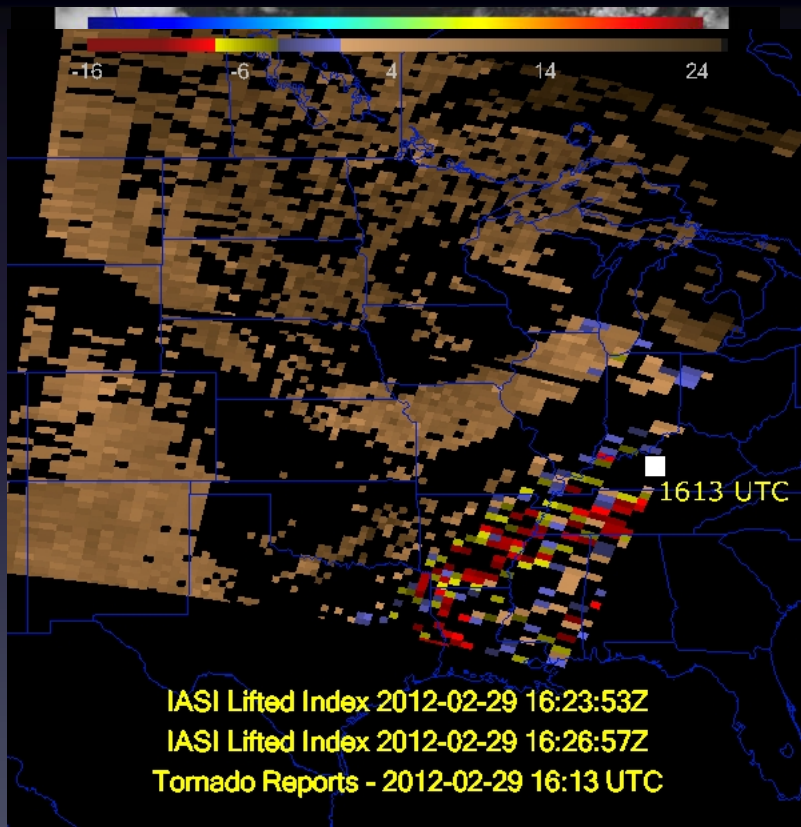 -16 -6 4 14 24
1613 UTC
IASI Lifted Index 2012-02-29 16:23:53Z
IASI Lifted Index 2012-02-29 16:26:57Z
Tornado Reports - 2012-02-29 16:13 UTC